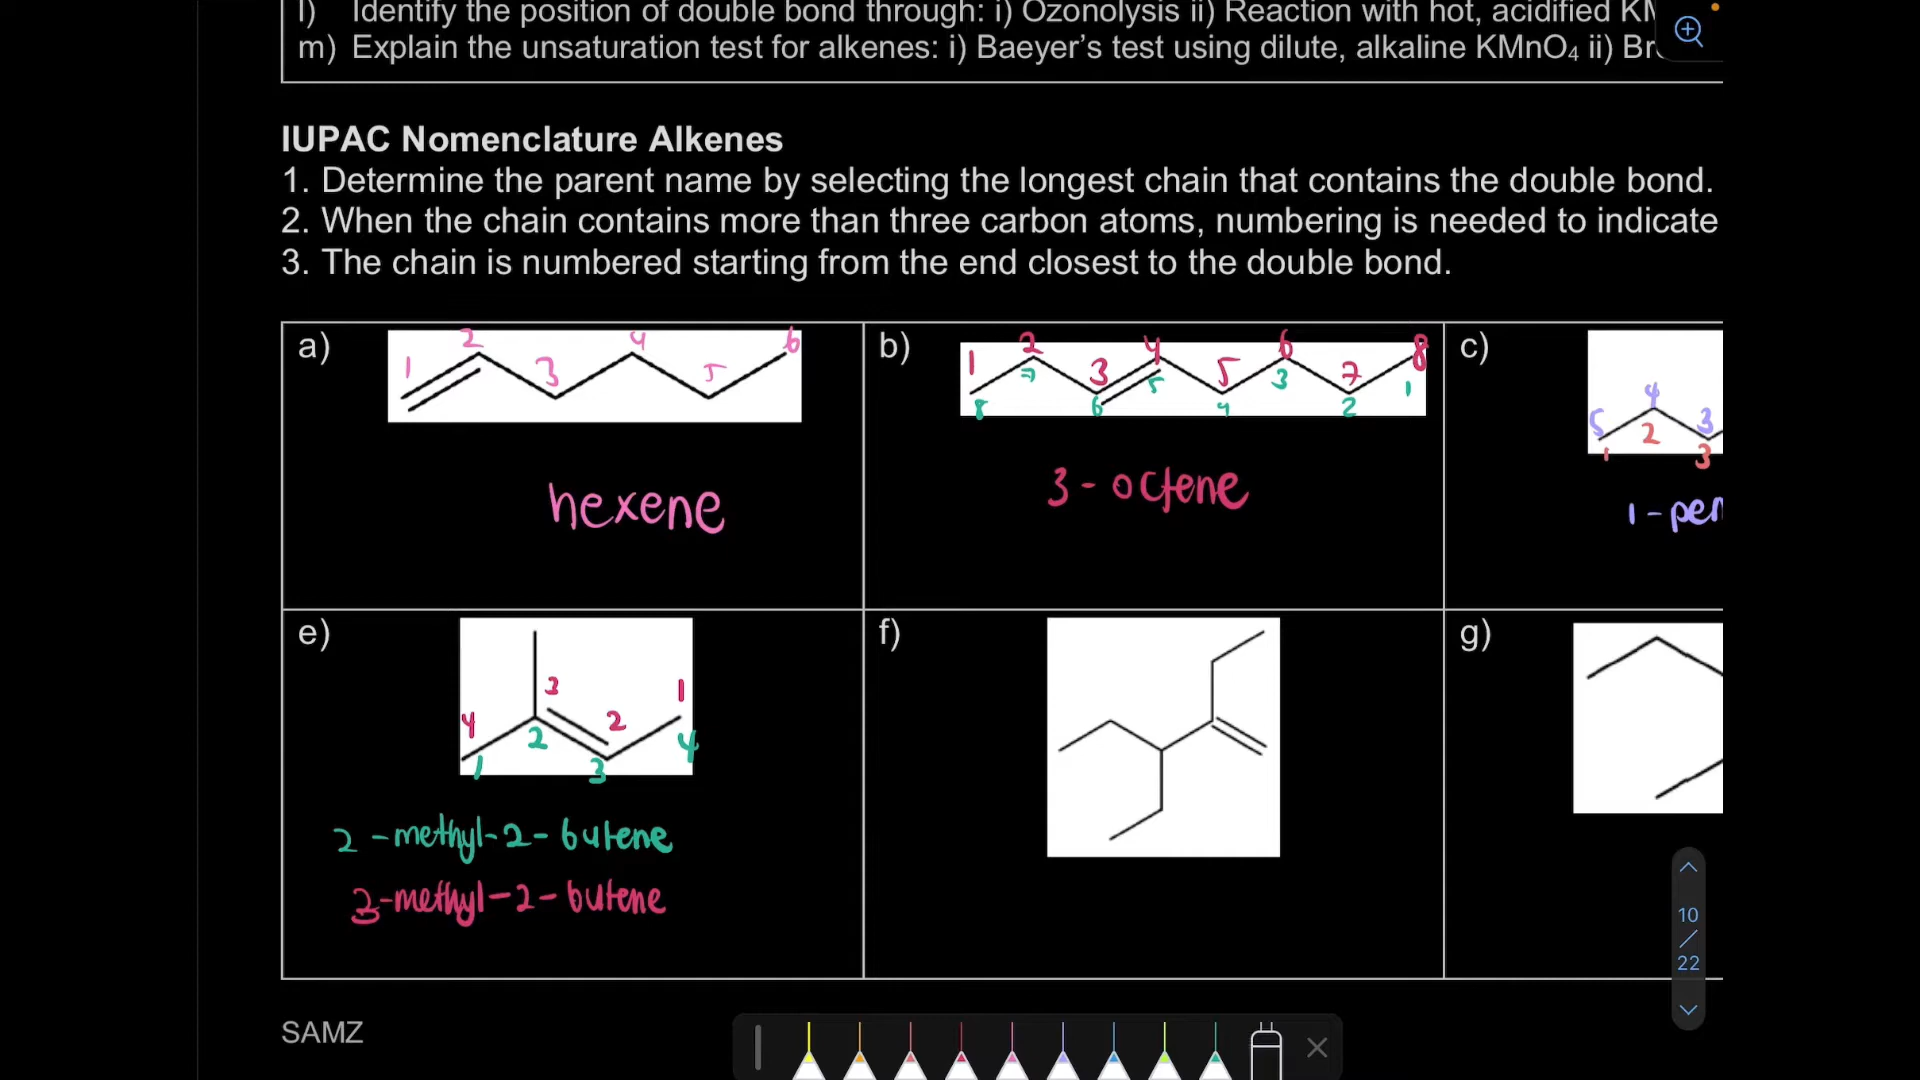 l) Identify the position of double bond through: i) Ozonolysis ii) Reaction with hot, acidified
m) Explain the unsaturation test for alkenes: i) Baeyer's test using dilute, alkaline KMnO4 ii)
IUPAC Nomenclature Alkenes
1. Determine the parent name by selecting the longest chain that contains the double bond.
2. When the chain contains more than three carbon atoms, numbering is needed to indicate
3. The chain is numbered starting from the end closest to the double bond.
a)
1 2 3 4 5 6
hexene
b)
1 2 3 4 5 6 7 8
8 7 6 5 4 3 2 1
3-octene
c)
5 4 3
1 2 3
1-pen
e)
4 3 2 1
1 2 3 4
2-methyl-2-butene
3-methyl-2-butene
f)
g)
10
/
22
SAMZ